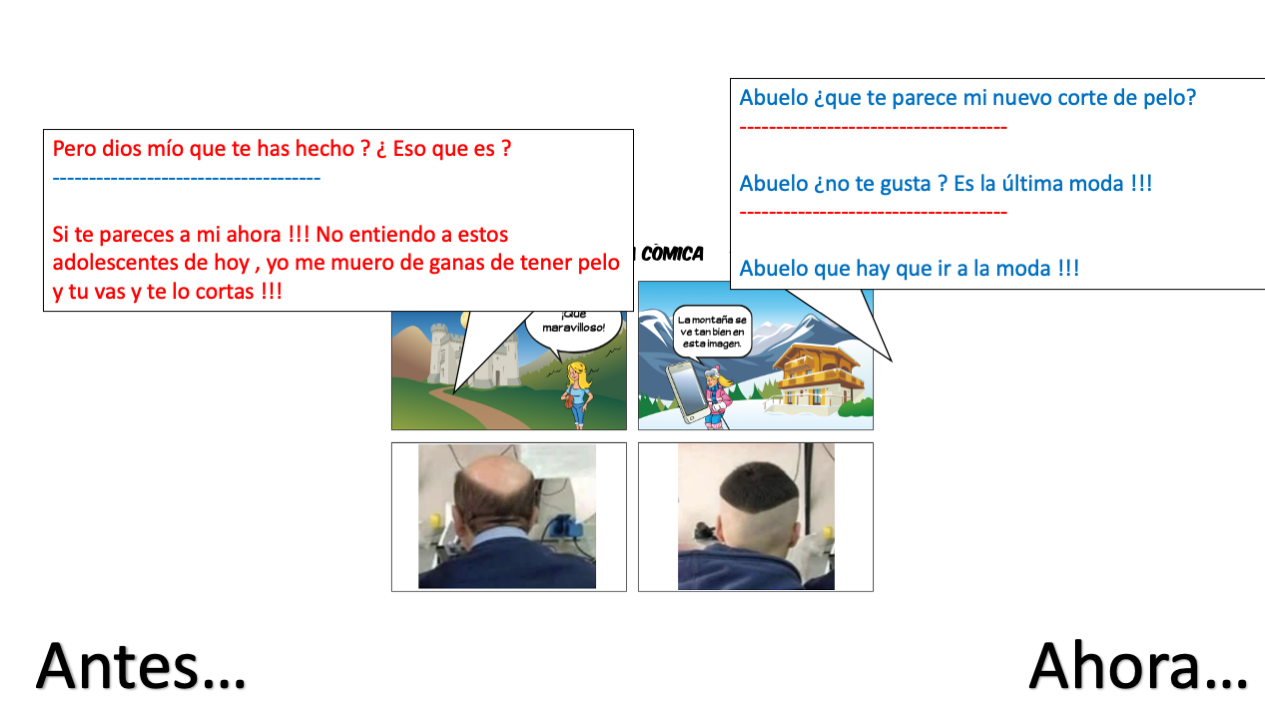 Abuelo ¿que te parece mi nuevo corte de pelo?
-------------------------------------
Abuelo ¿no te gusta ? Es la última moda !!!
-------------------------------------
Abuelo que hay que ir a la moda !!!
Pero dios mío que te has hecho ? ¿ Eso que es ?
-------------------------------------
Si te pareces a mi ahora !!! No entiendo a estos
adolescentes de hoy , yo me muero de ganas de tener pelo
y tu vas y te lo cortas !!!
CÓMICA
¡Qué
maravilloso!
La montaña se
ve tan bien en
esta imagen.
Antes…
Ahora…